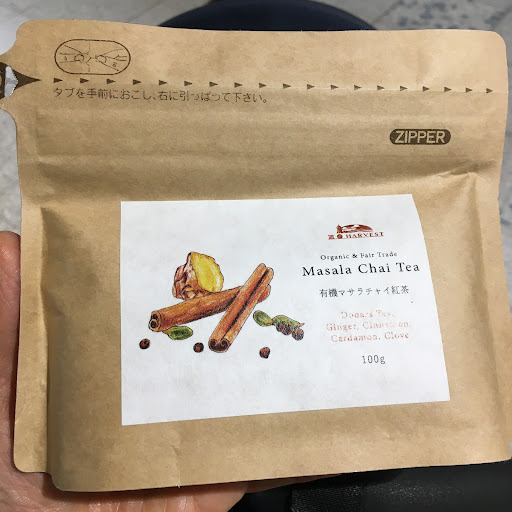 タブを手前におこし、右に引っぱって下さい。
ZIPPER
HARVEST
Organic & Fair Trade
Masala Chai Tea
有機マサラチャイ紅茶
Tea,
Ginger, Cinnamon,
Cardamon, Clove
100g